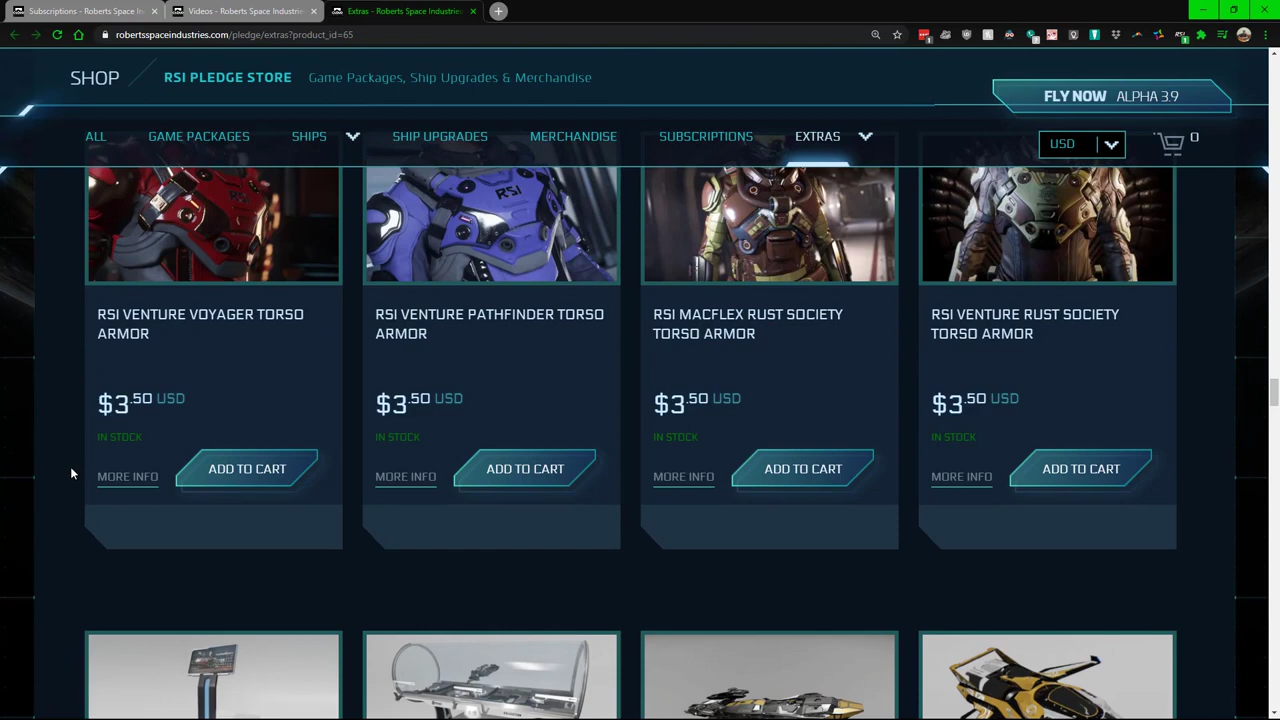 Subscriptions - Roberts Space In
Videos - Roberts Space Industrie
Extras - Roberts Space Industries
robertsspaceindustries.com/pledge/extras?product_id=65
SHOP
RSI PLEDGE STORE
Game Packages, Ship Upgrades & Merchandise
FLY NOW ALPHA 3.9
ALL
GAME PACKAGES
SHIPS
SHIP UPGRADES
MERCHANDISE
SUBSCRIPTIONS
EXTRAS
USD
0
RSI
RSI VENTURE VOYAGER TORSO
ARMOR
$3.50 USD
IN STOCK
MORE INFO
ADD TO CART
RSI VENTURE PATHFINDER TORSO
ARMOR
$3.50 USD
IN STOCK
MORE INFO
ADD TO CART
RSI MACFLEX RUST SOCIETY
TORSO ARMOR
$3.50 USD
IN STOCK
MORE INFO
ADD TO CART
RSI VENTURE RUST SOCIETY
TORSO ARMOR
$3.50 USD
IN STOCK
MORE INFO
ADD TO CART